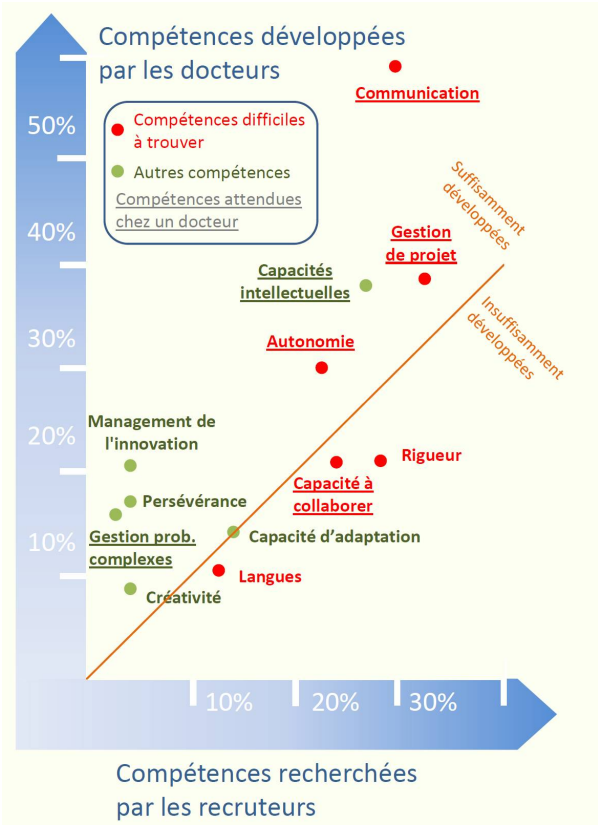 Compétences développées
par les docteurs
Communication
50%
Compétences difficiles
à trouver
Autres compétences
Compétences attendues
chez un docteur
Suffisamment
développées
40%
Gestion
de projet
Capacités
intellectuelles
Insuffisamment
développées
30%
Autonomie
20%
Management de
l'innovation
Rigueur
Capacité à
collaborer
Persévérance
10%
Gestion prob.
complexes
Capacité d’adaptation
Langues
Créativité
10%
20%
30%
Compétences recherchées
par les recruteurs